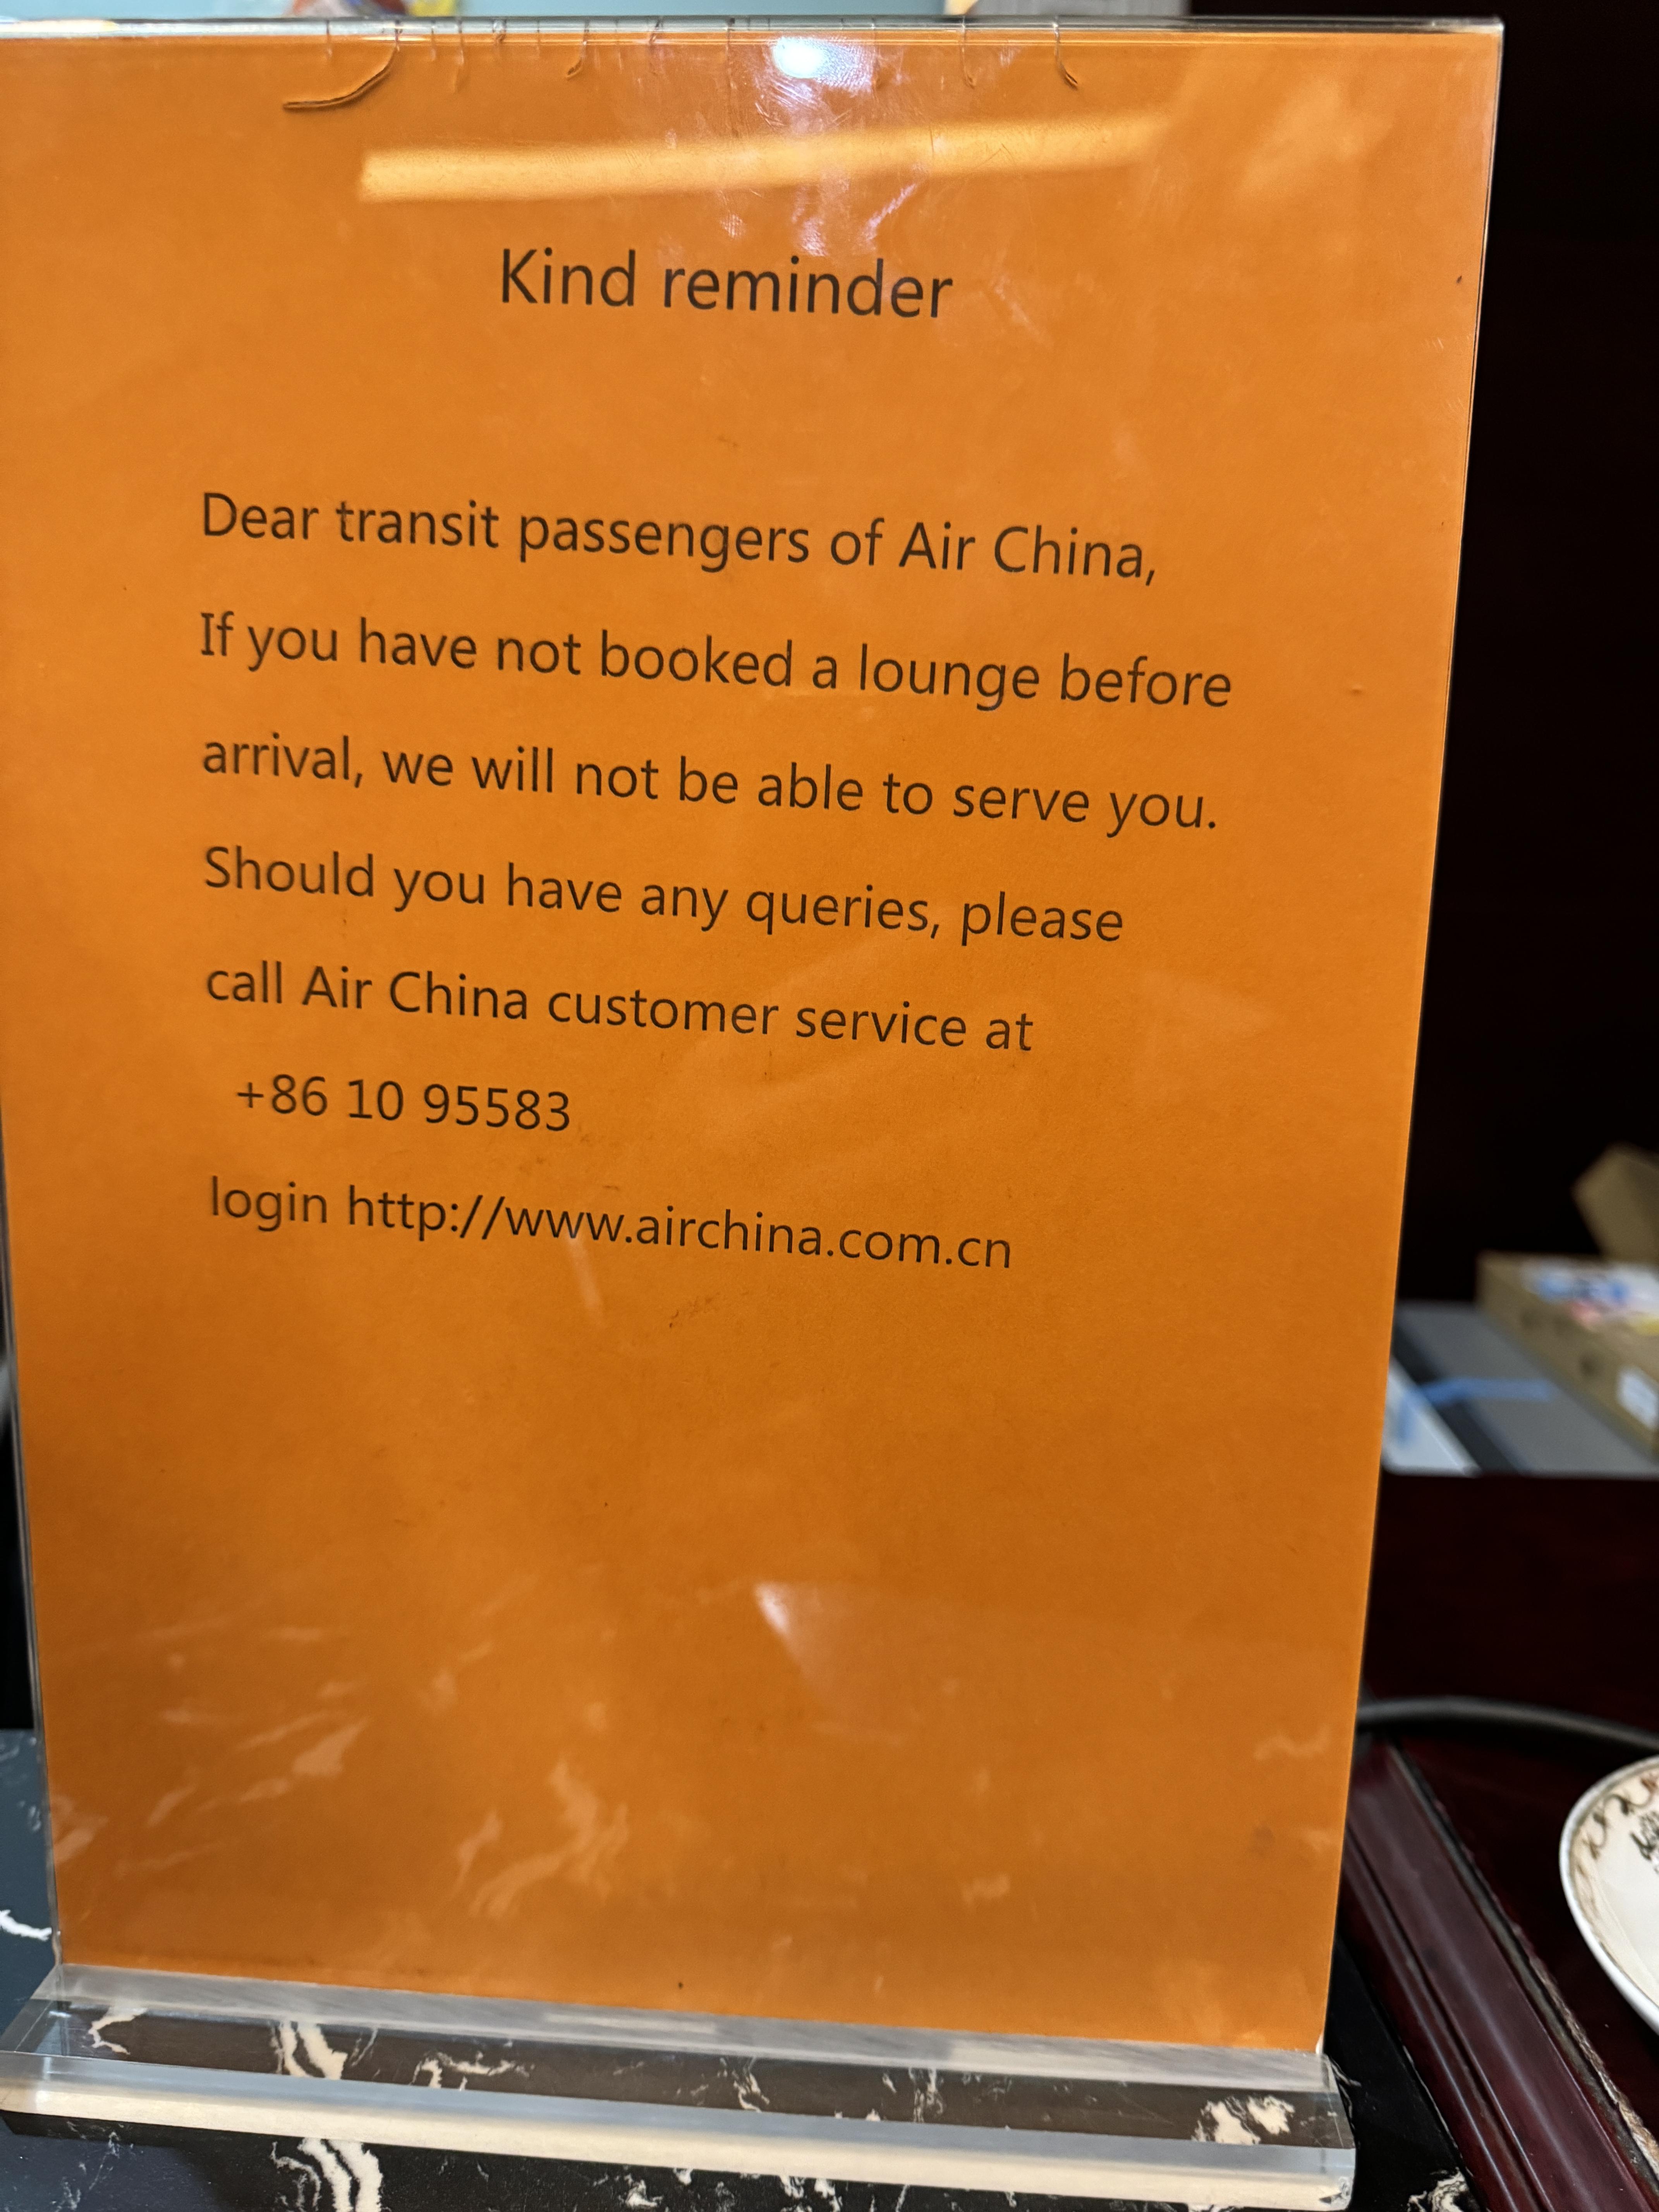 Kind reminder
Dear transit passengers of Air China,
If you have not booked a lounge before
arrival, we will not be able to serve you.
Should you have any queries, please
call Air China customer service at
+86 10 95583
login http://www.airchina.com.cn